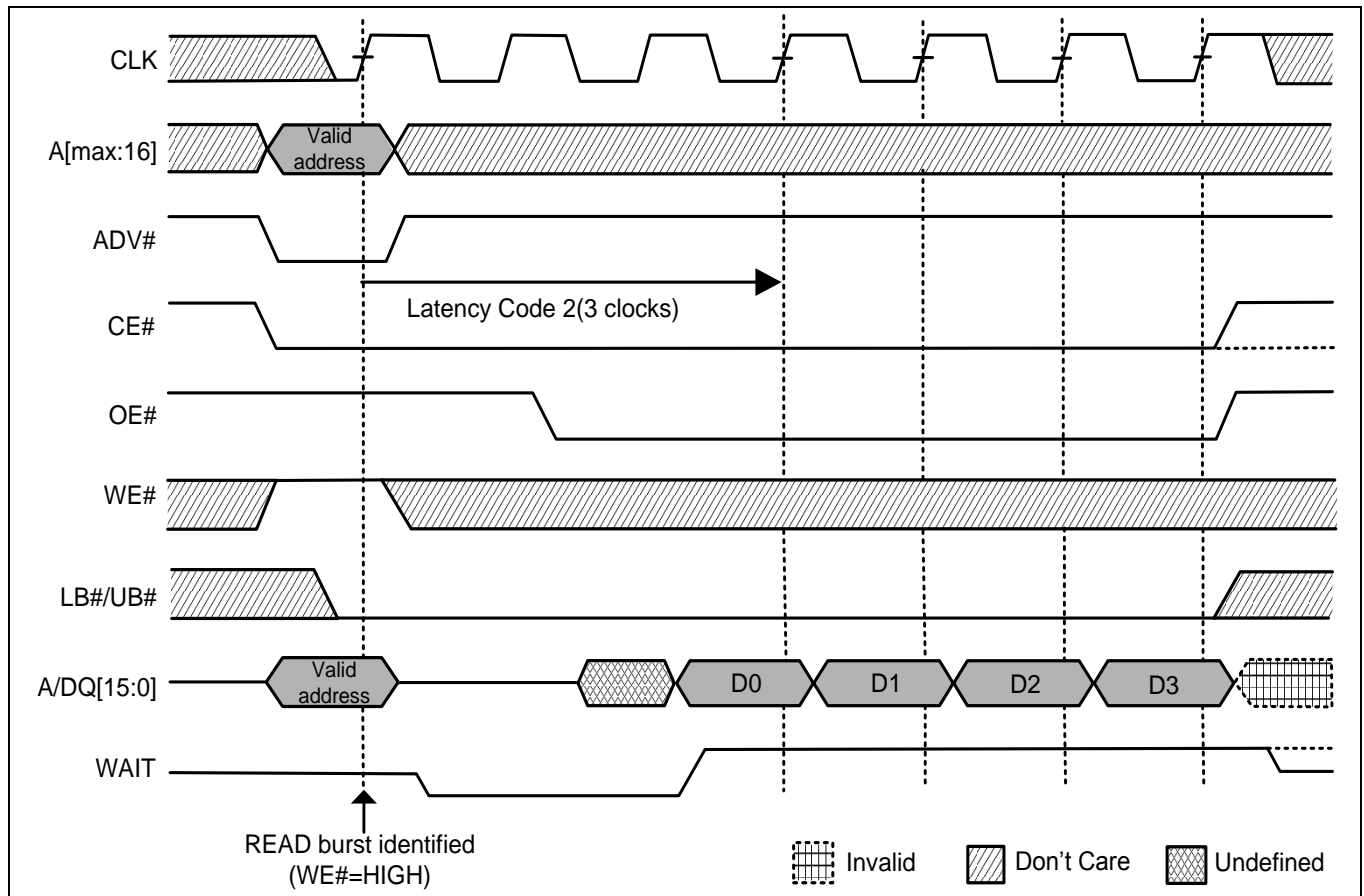 CLK
A[max:16]
Valid
address
ADV#
Latency Code 2(3 clocks)
CE#
OE#
WE#
LB#/UB#
A/DQ[15:0]
Valid
address
D0
D1
D2
D3
WAIT
READ burst identified
(WE#=HIGH)
Invalid
Don't Care
Undefined